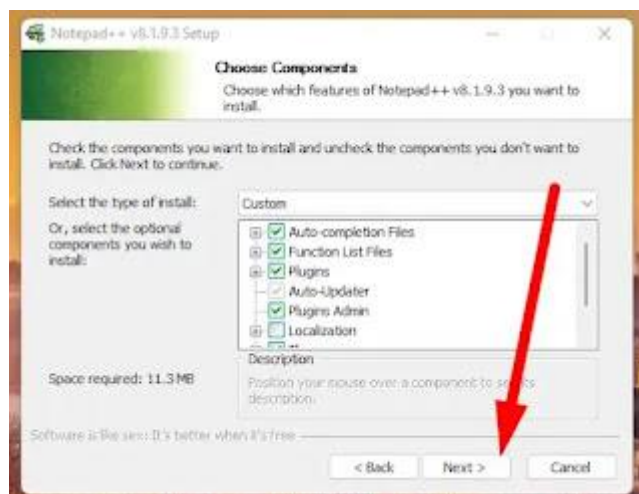 Notepad++ v8.1.9.3 Setup
Choose Components
Choose which features of Notepad++ v8.1.9.3 you want to
install.
Check the components you want to install and uncheck the components you don't want to
install. Click Next to continue.
Select the type of install:
Custom
Or, select the optional
components you wish to
install:
Auto-completion Files
Function List Files
Plugins
Auto-Updater
Plugins Admin
Localization
Description
Space required: 11.3 MB
Position your mouse over a component to see its
description.
Software is like sex: It's better when it's free
< Back
Next >
Cancel